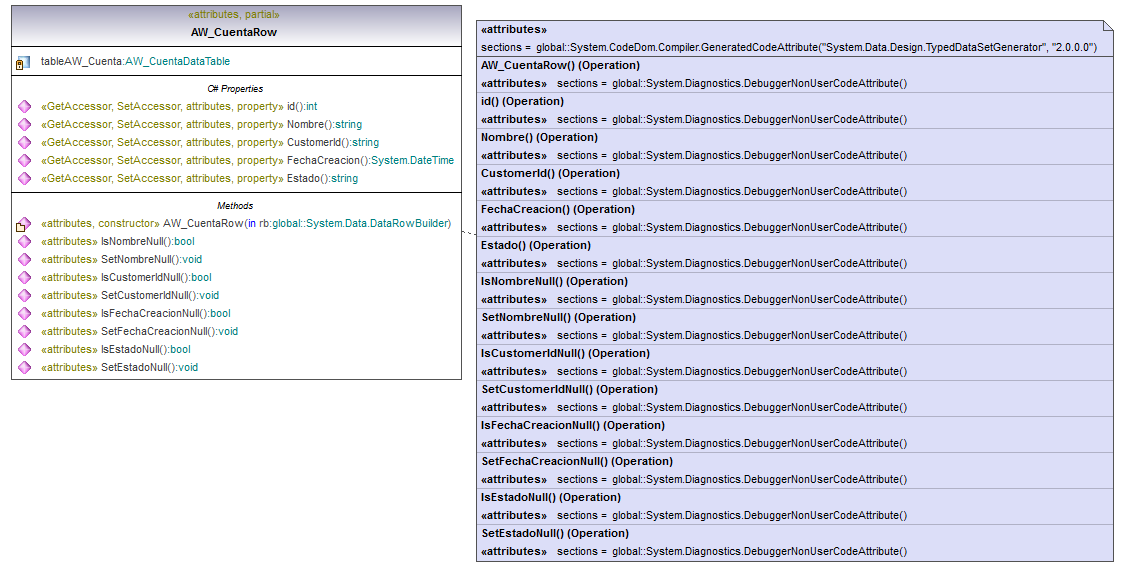 «attributes, partial»
AW_CuentaRow
tableAW_Cuenta:AW_CuentaDataTable
C# Properties
«GetAccessor, SetAccessor, attributes, property» id():int
«GetAccessor, SetAccessor, attributes, property» Nombre():string
«GetAccessor, SetAccessor, attributes, property» CustomerId():string
«GetAccessor, SetAccessor, attributes, property» FechaCreacion():System.DateTime
«GetAccessor, SetAccessor, attributes, property» Estado():string
Methods
«attributes, constructor» AW_CuentaRow(in rb:global::System.Data.DataRowBuilder)
«attributes» IsNombreNull():bool
«attributes» SetNombreNull():void
«attributes» IsCustomerIdNull():bool
«attributes» SetCustomerIdNull():void
«attributes» IsFechaCreacionNull():bool
«attributes» SetFechaCreacionNull():void
«attributes» IsEstadoNull():bool
«attributes» SetEstadoNull():void
«attributes»
sections = global::System.CodeDom.Compiler.GeneratedCodeAttribute("System.Data.Design.TypedDataSetGenerator", "2.0.0.0")
AW_CuentaRow() (Operation)
«attributes» sections = global::System.Diagnostics.DebuggerNonUserCodeAttribute()
id() (Operation)
«attributes» sections = global::System.Diagnostics.DebuggerNonUserCodeAttribute()
Nombre() (Operation)
«attributes» sections = global::System.Diagnostics.DebuggerNonUserCodeAttribute()
CustomerId() (Operation)
«attributes» sections = global::System.Diagnostics.DebuggerNonUserCodeAttribute()
FechaCreacion() (Operation)
«attributes» sections = global::System.Diagnostics.DebuggerNonUserCodeAttribute()
Estado() (Operation)
«attributes» sections = global::System.Diagnostics.DebuggerNonUserCodeAttribute()
IsNombreNull() (Operation)
«attributes» sections = global::System.Diagnostics.DebuggerNonUserCodeAttribute()
SetNombreNull() (Operation)
«attributes» sections = global::System.Diagnostics.DebuggerNonUserCodeAttribute()
IsCustomerIdNull() (Operation)
«attributes» sections = global::System.Diagnostics.DebuggerNonUserCodeAttribute()
SetCustomerIdNull() (Operation)
«attributes» sections = global::System.Diagnostics.DebuggerNonUserCodeAttribute()
IsFechaCreacionNull() (Operation)
«attributes» sections = global::System.Diagnostics.DebuggerNonUserCodeAttribute()
SetFechaCreacionNull() (Operation)
«attributes» sections = global::System.Diagnostics.DebuggerNonUserCodeAttribute()
IsEstadoNull() (Operation)
«attributes» sections = global::System.Diagnostics.DebuggerNonUserCodeAttribute()
SetEstadoNull() (Operation)
«attributes» sections = global::System.Diagnostics.DebuggerNonUserCodeAttribute()